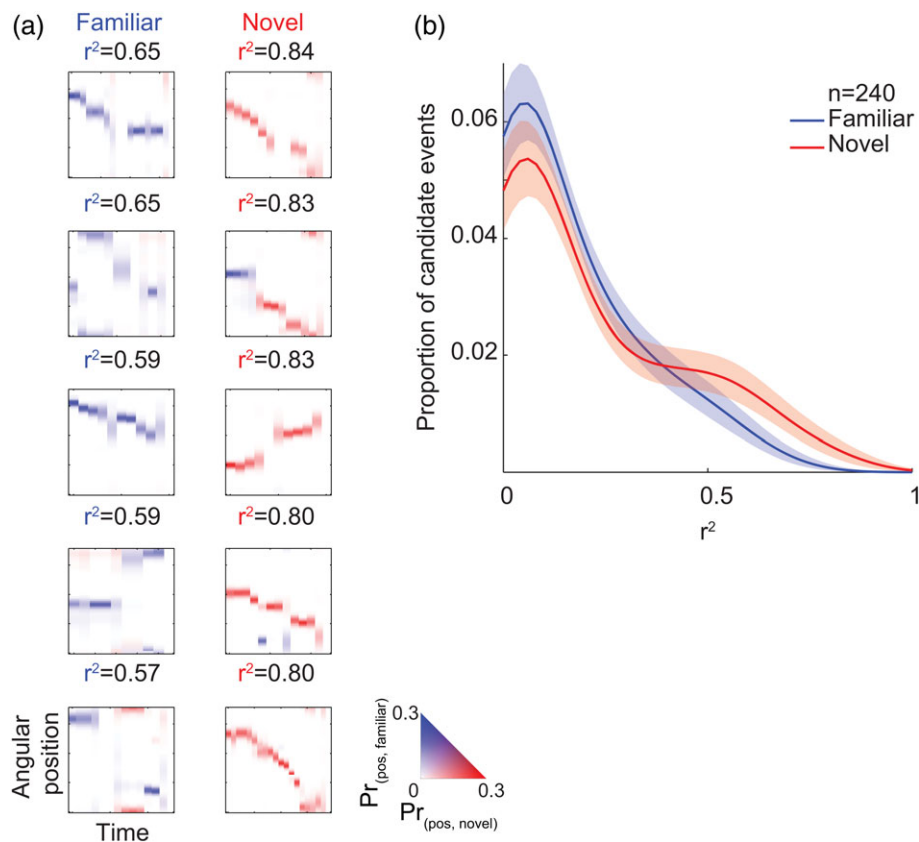 (a)
Familiar
Novel
r²=0.65
r²=0.84
r²=0.65
r²=0.83
r²=0.59
r²=0.83
r²=0.59
r²=0.80
r²=0.57
r²=0.80
Angular
position
Time
0.3
0
0.3
Pr(pos, familiar)
Pr(pos, novel)
(b)
n=240
Familiar
Novel
Proportion of candidate events
0.06
0.04
0.02
0
0.5
1
r²